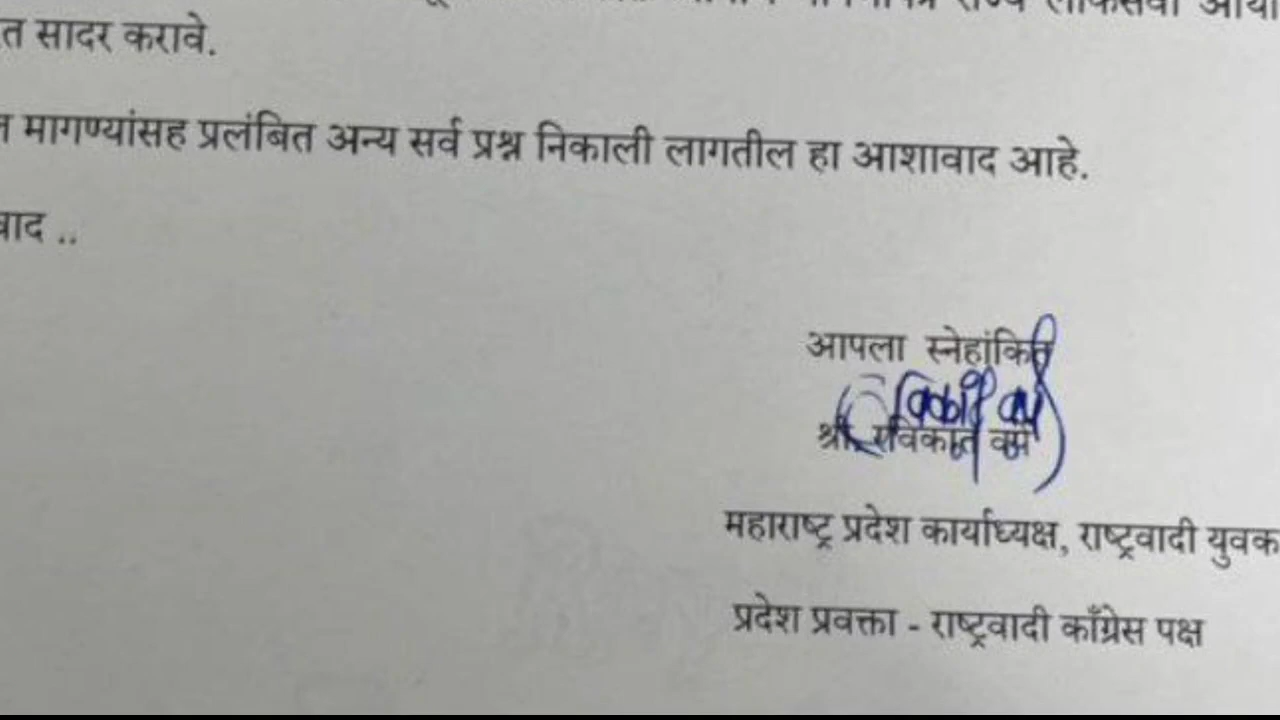 राज्य लोकसेवा
त सादर करावे.
मागण्यांसह प्रलंबित अन्य सर्व प्रश्न निकाली लागतील हा आशावाद आहे.
वाद ..
आपला स्नेहांकित
श्री रविकांत वर्पे
महाराष्ट्र प्रदेश कार्याध्यक्ष, राष्ट्रवादी युवक
प्रदेश प्रवक्ता - राष्ट्रवादी काँग्रेस पक्ष